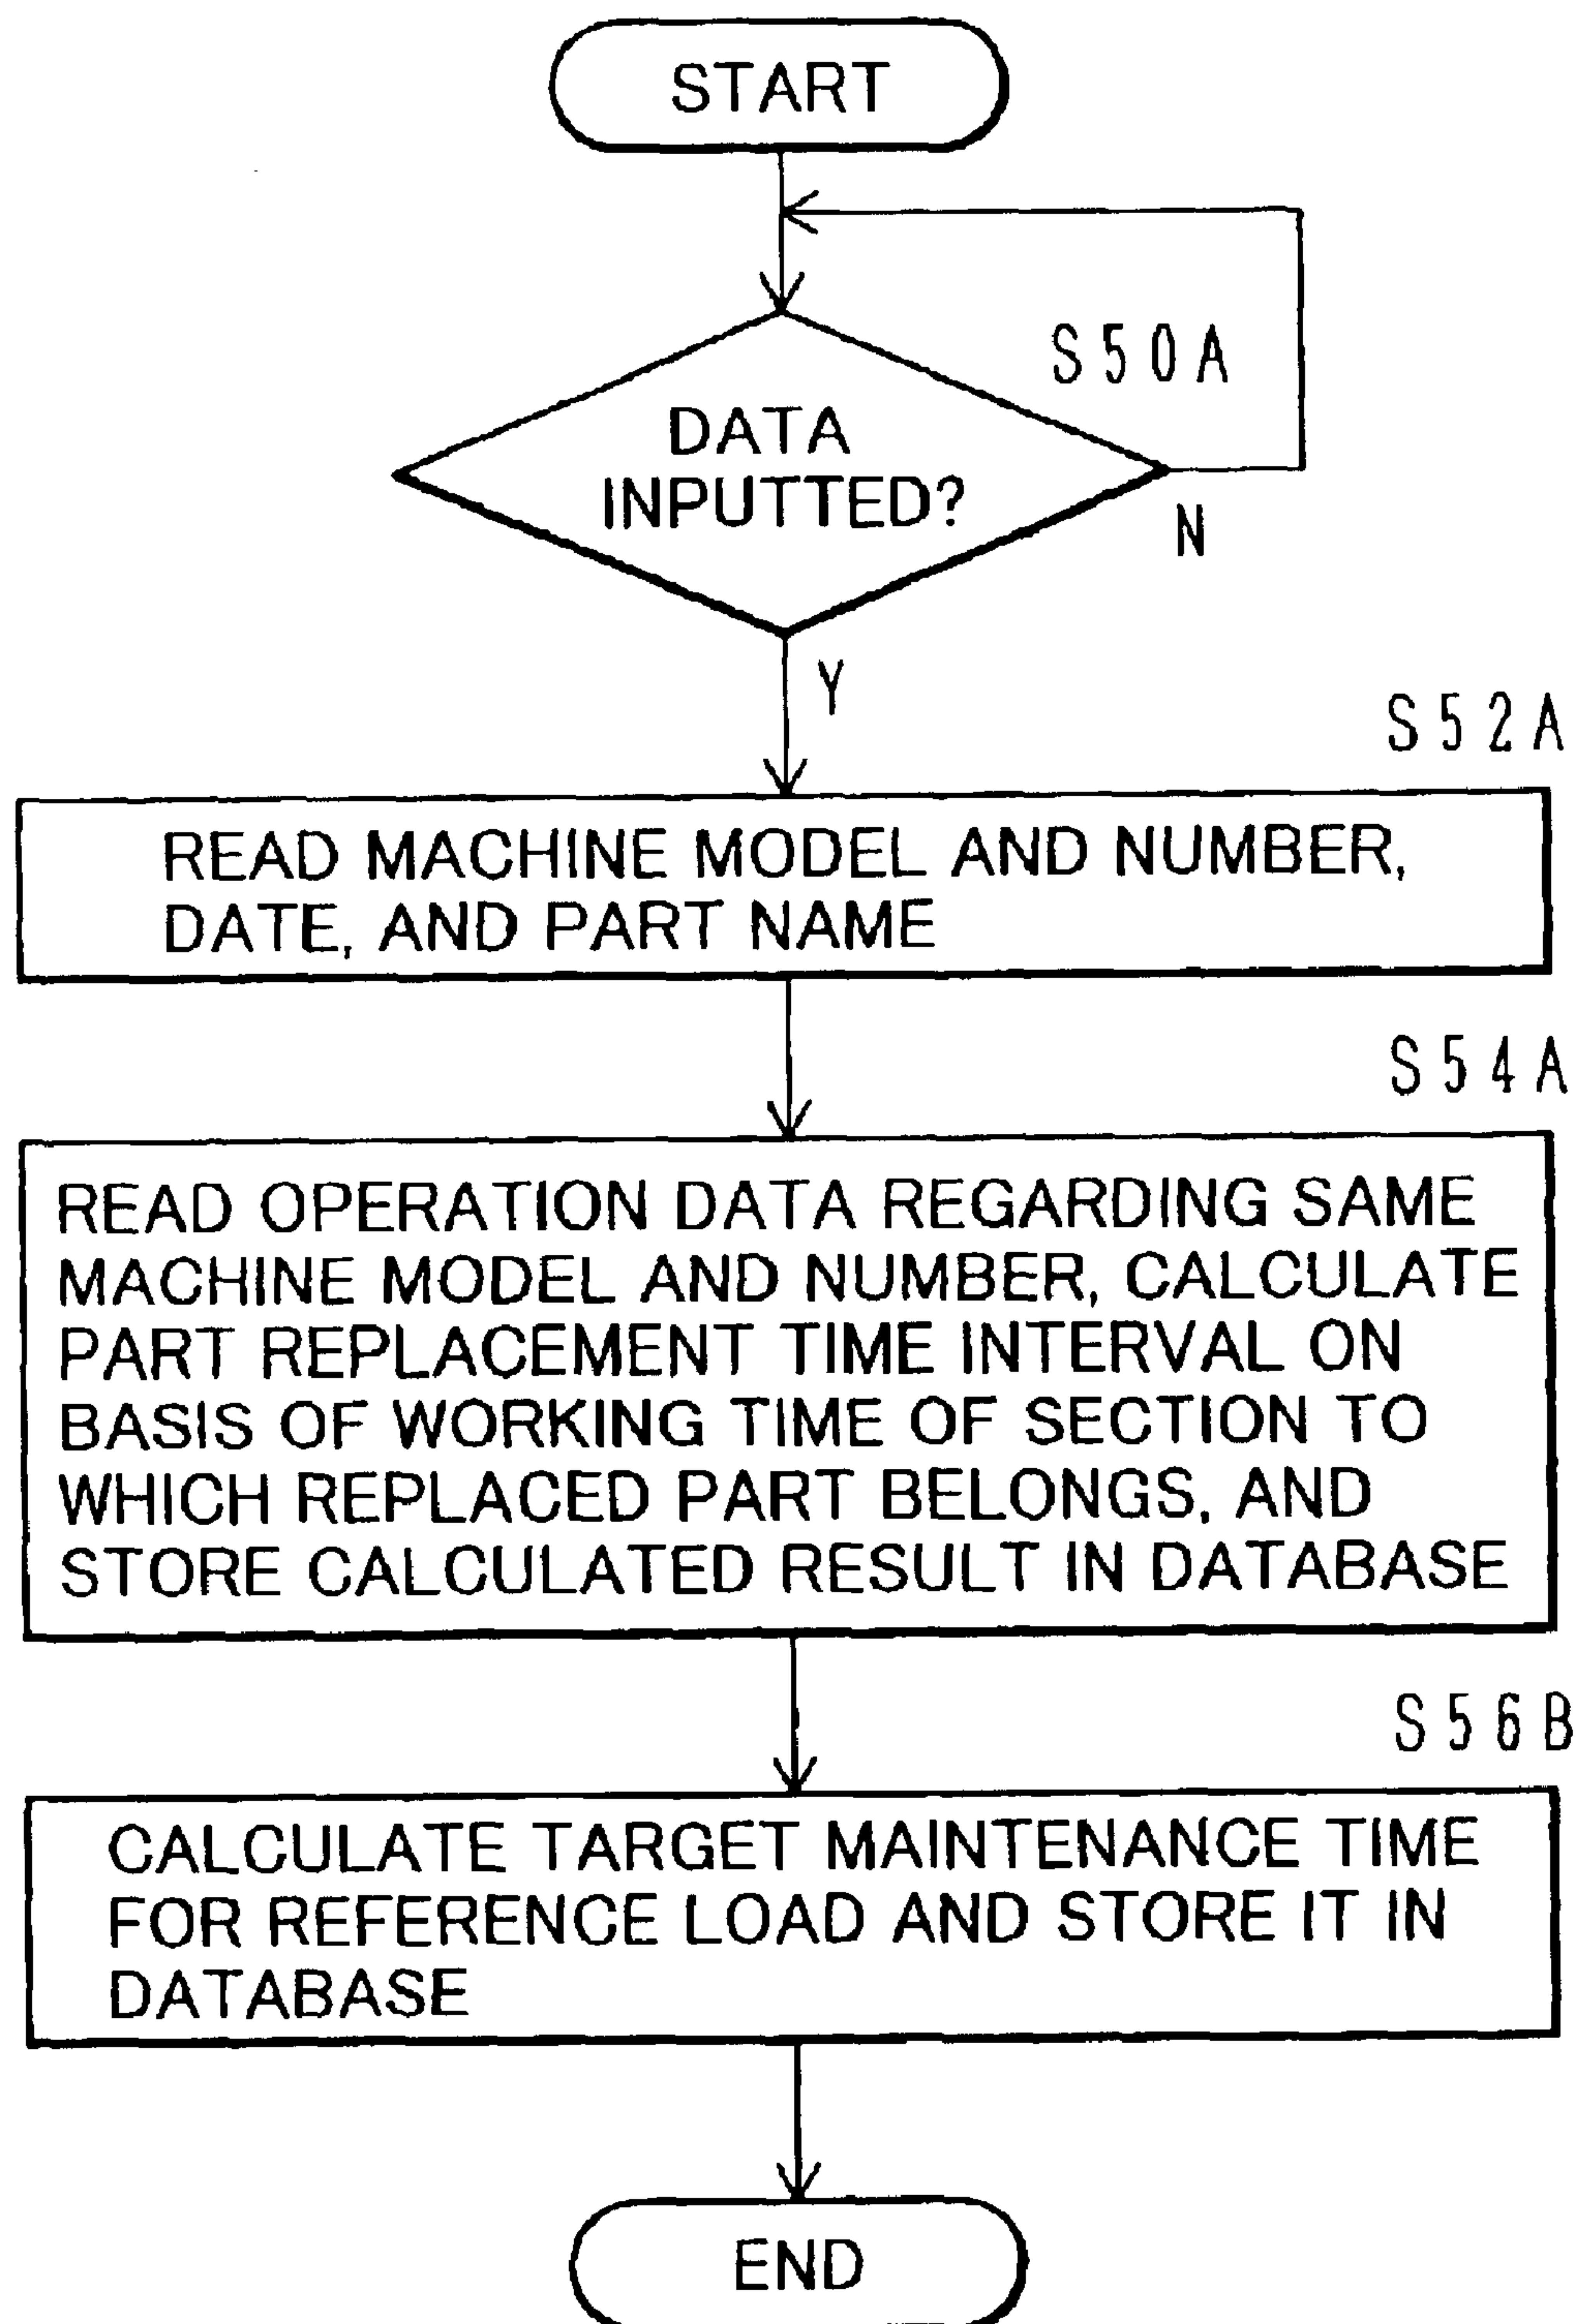 START
S50A
DATA
INPUTTED?
N
Y
S52A
READ MACHINE MODEL AND NUMBER,
DATE, AND PART NAME
S54A
READ OPERATION DATA REGARDING SAME
MACHINE MODEL AND NUMBER, CALCULATE
PART REPLACEMENT TIME INTERVAL ON
BASIS OF WORKING TIME OF SECTION TO
WHICH REPLACED PART BELONGS, AND
STORE CALCULATED RESULT IN DATABASE
S56B
CALCULATE TARGET MAINTENANCE TIME
FOR REFERENCE LOAD AND STORE IT IN
DATABASE
END